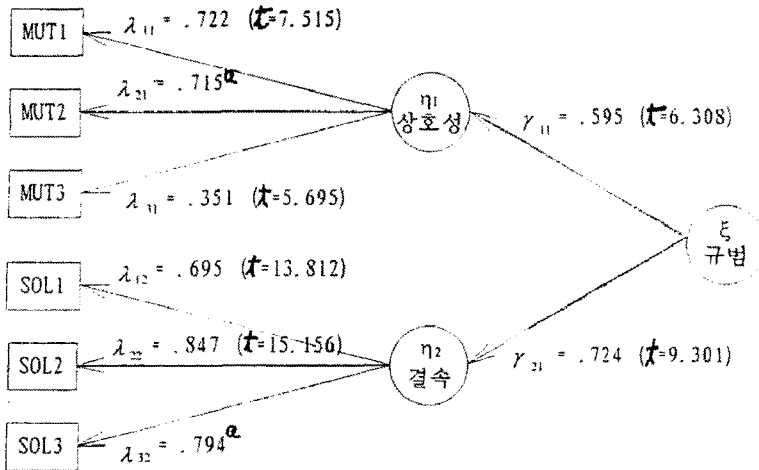 MUT1
λ₁₁ = .722 (t=7.515)
MUT2
λ₂₁ = .715ᵃ
MUT3
λ₃₁ = .351 (t=5.695)
η₁
상호성
γ₁₁ = .595 (t=6.308)
ξ
규범
SOL1
λ₁₂ = .695 (t=13.812)
SOL2
λ₂₂ = .847 (t=15.156)
SOL3
λ₃₂ = .794ᵃ
η₂
결속
γ₂₁ = .724 (t=9.301)